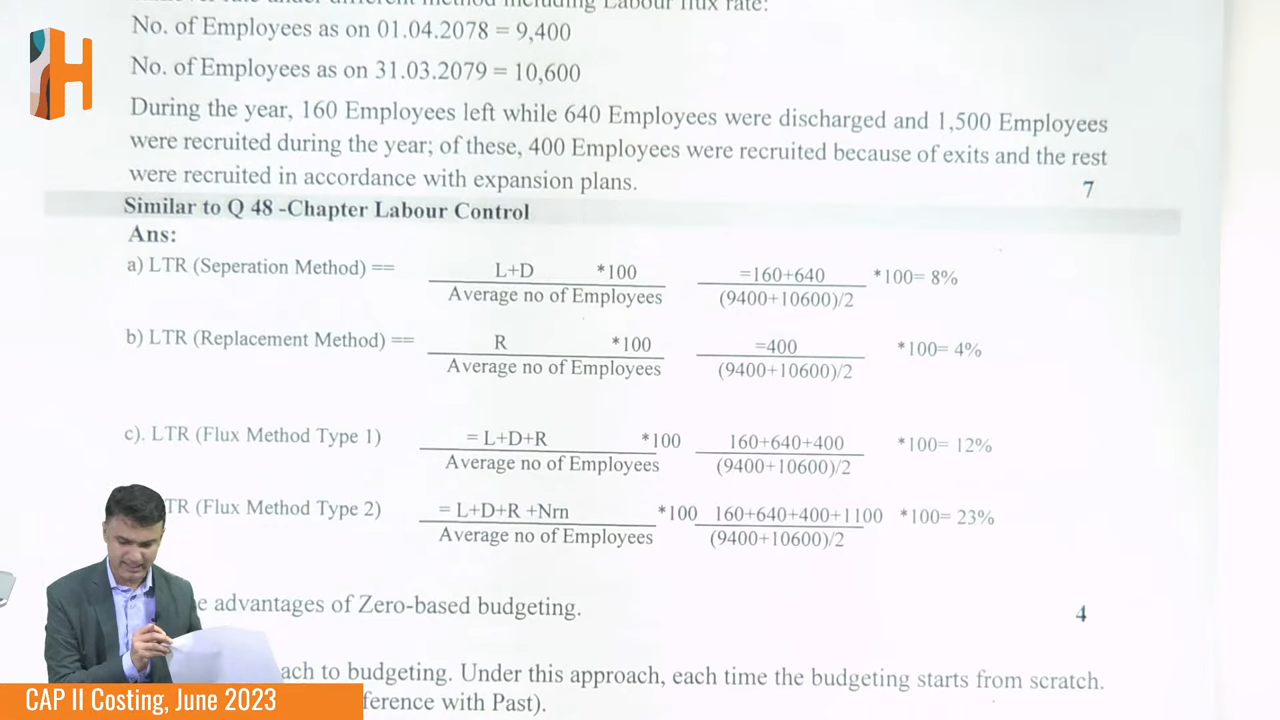 rate under different method including Labour flux rate:
No. of Employees as on 01.04.2078 = 9,400
No. of Employees as on 31.03.2079 = 10,600
During the year, 160 Employees left while 640 Employees were discharged and 1,500 Employees
were recruited during the year; of these, 400 Employees were recruited because of exits and the rest
were recruited in accordance with expansion plans.
7
Similar to Q 48 -Chapter Labour Control
Ans:
a) LTR (Seperation Method) == L+D *100 =160+640 *100= 8%
Average no of Employees (9400+10600)/2
b) LTR (Replacement Method) == R *100 =400 *100= 4%
Average no of Employees (9400+10600)/2
c). LTR (Flux Method Type 1) = L+D+R *100 160+640+400 *100= 12%
Average no of Employees (9400+10600)/2
TR (Flux Method Type 2) = L+D+R +Nrn *100 160+640+400+1100 *100= 23%
Average no of Employees (9400+10600)/2
e advantages of Zero-based budgeting.
4
ach to budgeting. Under this approach, each time the budgeting starts from scratch.
ference with Past).
H
CAP II Costing, June 2023